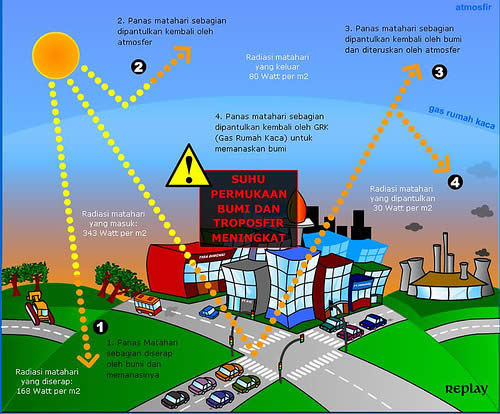 atmosfir
2. Panas matahari sebagian
dipantulkan kembali oleh
atmosfer
2
3. Panas matahari sebagian
dipantulkan kembali oleh bumi
dan diteruskan oleh atmosfer
3
Radiasi matahari
yang keluar
80 Watt per m2
gas rumah kaca
4. Panas matahari sebagian
dipantulkan kembali oleh GRK
(Gas Rumah Kaca) untuk
memanaskan bumi
!
SUHU
PERMUKAAN
BUMI DAN
TROPOSFIR
MENINGKAT
4
Radiasi matahari
yang dipantulkan
30 Watt per m2
Radiasi matahari
yang masuk:
343 Watt per m2
1
1. Panas Matahari
sebagian diserap
oleh bumi dan
memanasinya
Radiasi matahari
yang diserap:
168 Watt per m2
Replay